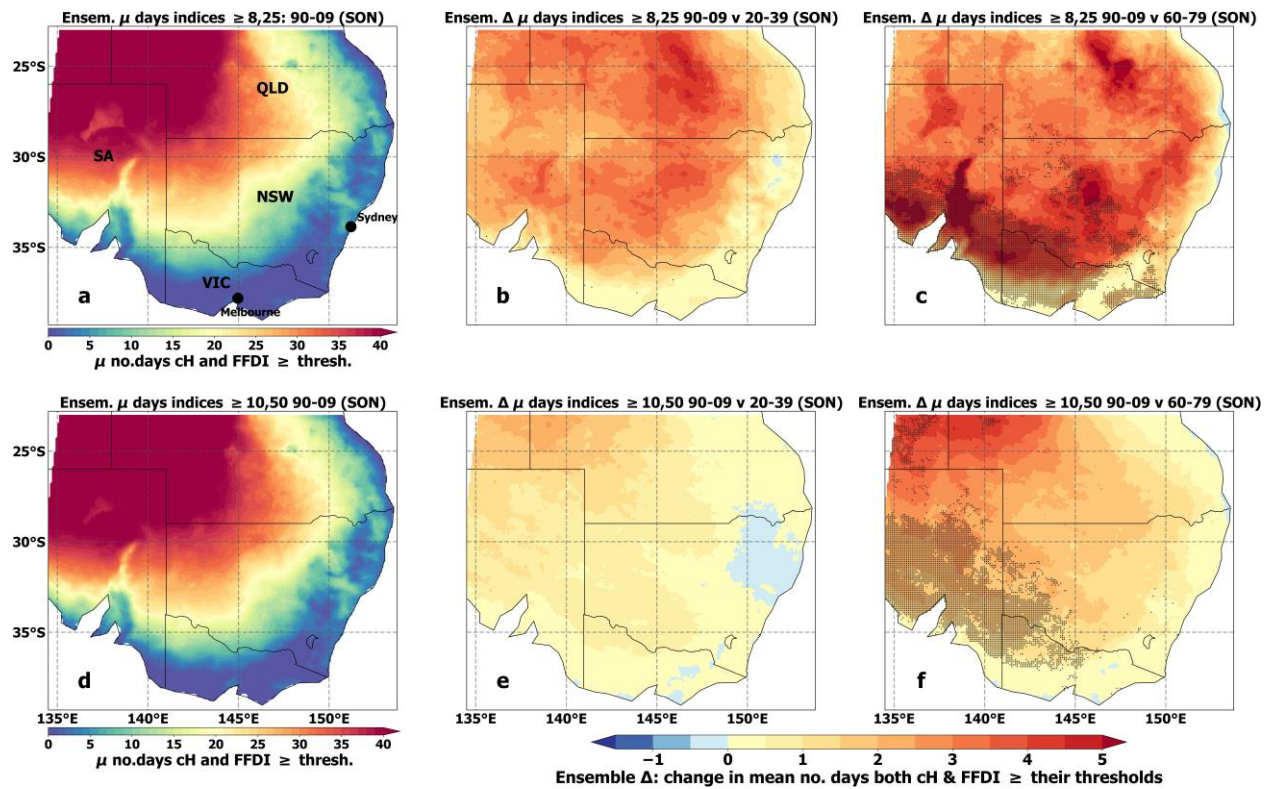 Ensem. μ days indices ≥ 8,25: 90-09 (SON)
Ensem. Δ μ days indices ≥ 8,25 90-09 v 20-39 (SON)
Ensem. Δ μ days indices ≥ 8,25 90-09 v 60-79 (SON)
25°S
30°S
35°S
QLD
SA
NSW
Sydney
VIC
Melbourne
a
b
c
0 5 10 15 20 25 30 35 40
μ no.days cH and FFDI ≥ thresh.
Ensem. μ days indices ≥ 10,50 90-09 (SON)
Ensem. Δ μ days indices ≥ 10,50 90-09 v 20-39 (SON)
Ensem. Δ μ days indices ≥ 10,50 90-09 v 60-79 (SON)
25°S
30°S
35°S
d
e
f
135°E 140°E 145°E 150°E
135°E 140°E 145°E 150°E
135°E 140°E 145°E 150°E
0 5 10 15 20 25 30 35 40
μ no.days cH and FFDI ≥ thresh.
−1 0 1 2 3 4 5
Ensemble Δ: change in mean no. days both cH & FFDI ≥ their thresholds